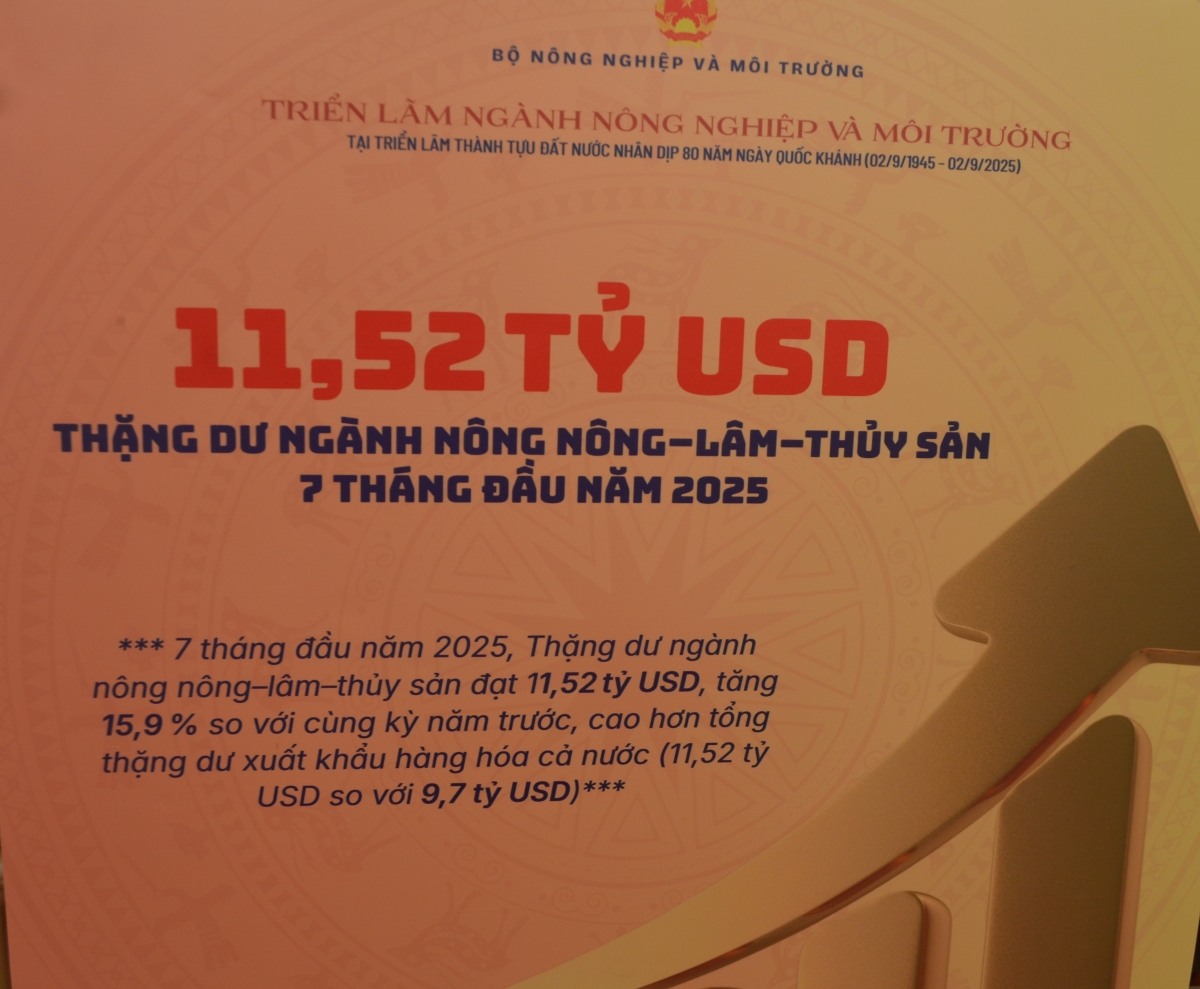 BỘ NÔNG NGHIỆP VÀ MÔI TRƯỜNG
TRIỂN LÃM NGÀNH NÔNG NGHIỆP VÀ MÔI TRƯỜNG
TẠI TRIỂN LÃM THÀNH TỰU ĐẤT NƯỚC NHÂN DỊP 80 NĂM NGÀY QUỐC KHÁNH (02/9/1945 - 02/9/2025)
11,52 TỶ USD
THẶNG DƯ NGÀNH NÔNG NÔNG–LÂM–THỦY SẢN
7 THÁNG ĐẦU NĂM 2025
*** 7 tháng đầu năm 2025, Thặng dư ngành
nông nông–lâm–thủy sản đạt 11,52 tỷ USD, tăng
15,9 % so với cùng kỳ năm trước, cao hơn tổng
thặng dư xuất khẩu hàng hóa cả nước (11,52 tỷ
USD so với 9,7 tỷ USD)***